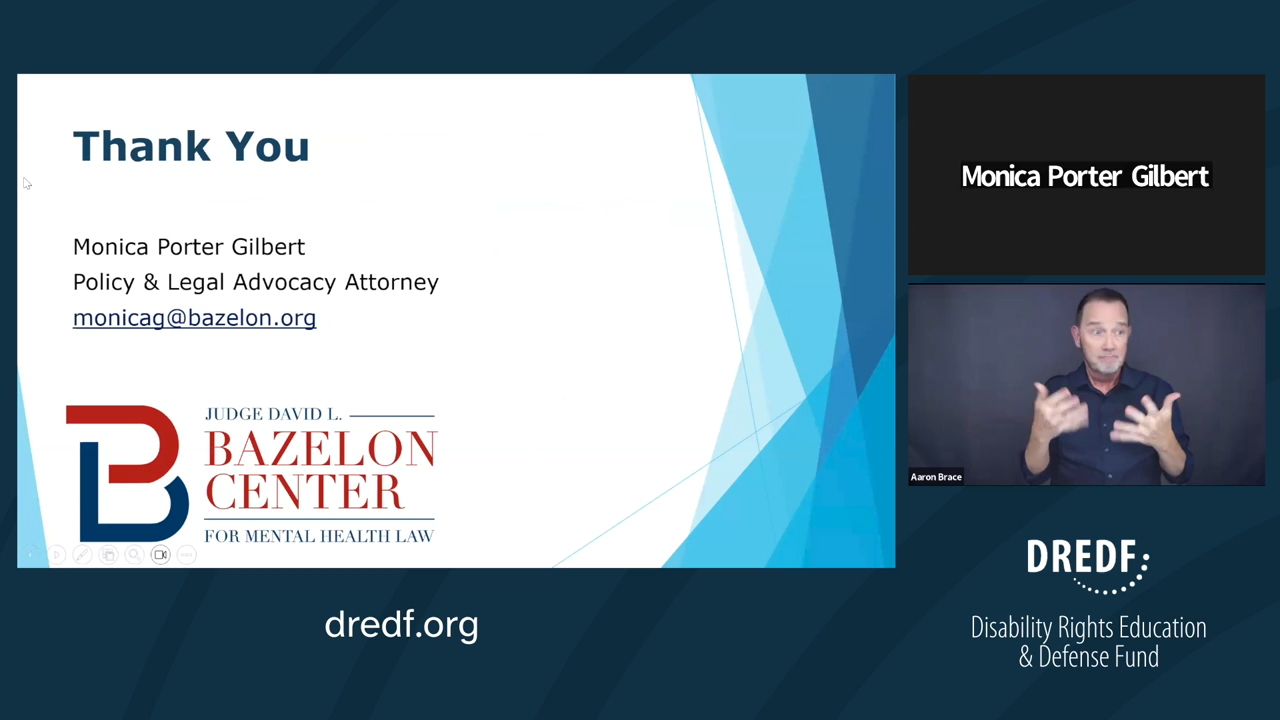 Thank You
Monica Porter Gilbert
Policy & Legal Advocacy Attorney
monicag@bazelon.org
JUDGE DAVID L.
BAZELON
CENTER
FOR MENTAL HEALTH LAW
Monica Porter Gilbert
Aaron Brace
dredf.org
DREDF
Disability Rights Education
& Defense Fund